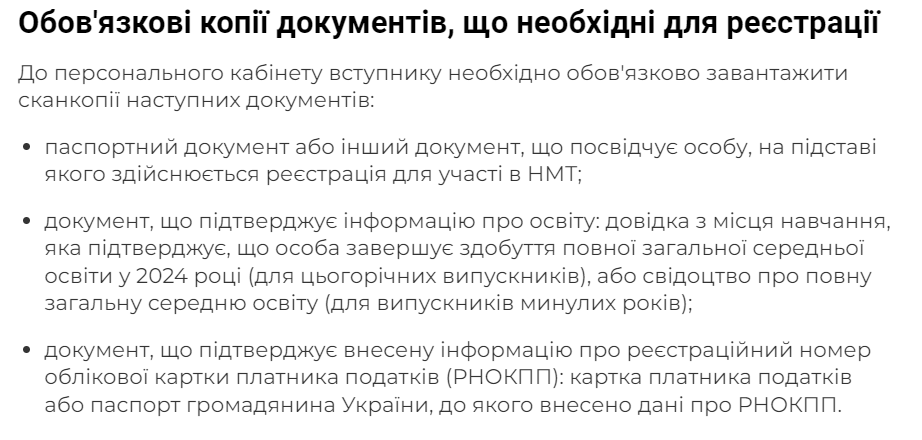 Обов'язкові копії документів, що необхідні для реєстрації
До персонального кабінету вступнику необхідно обов'язково завантажити
сканкопії наступних документів:
• паспортний документ або інший документ, що посвідчує особу, на підставі
якого здійснюється реєстрація для участі в НМТ;
• документ, що підтверджує інформацію про освіту: довідка з місця навчання,
яка підтверджує, що особа завершує здобуття повної загальної середньої
освіти у 2024 році (для цьогорічних випускників), або свідоцтво про повну
загальну середню освіту (для випускників минулих років);
• документ, що підтверджує внесену інформацію про реєстраційний номер
облікової картки платника податків (РНОКПП): картка платника податків
або паспорт громадянина України, до якого внесено дані про РНОКПП.